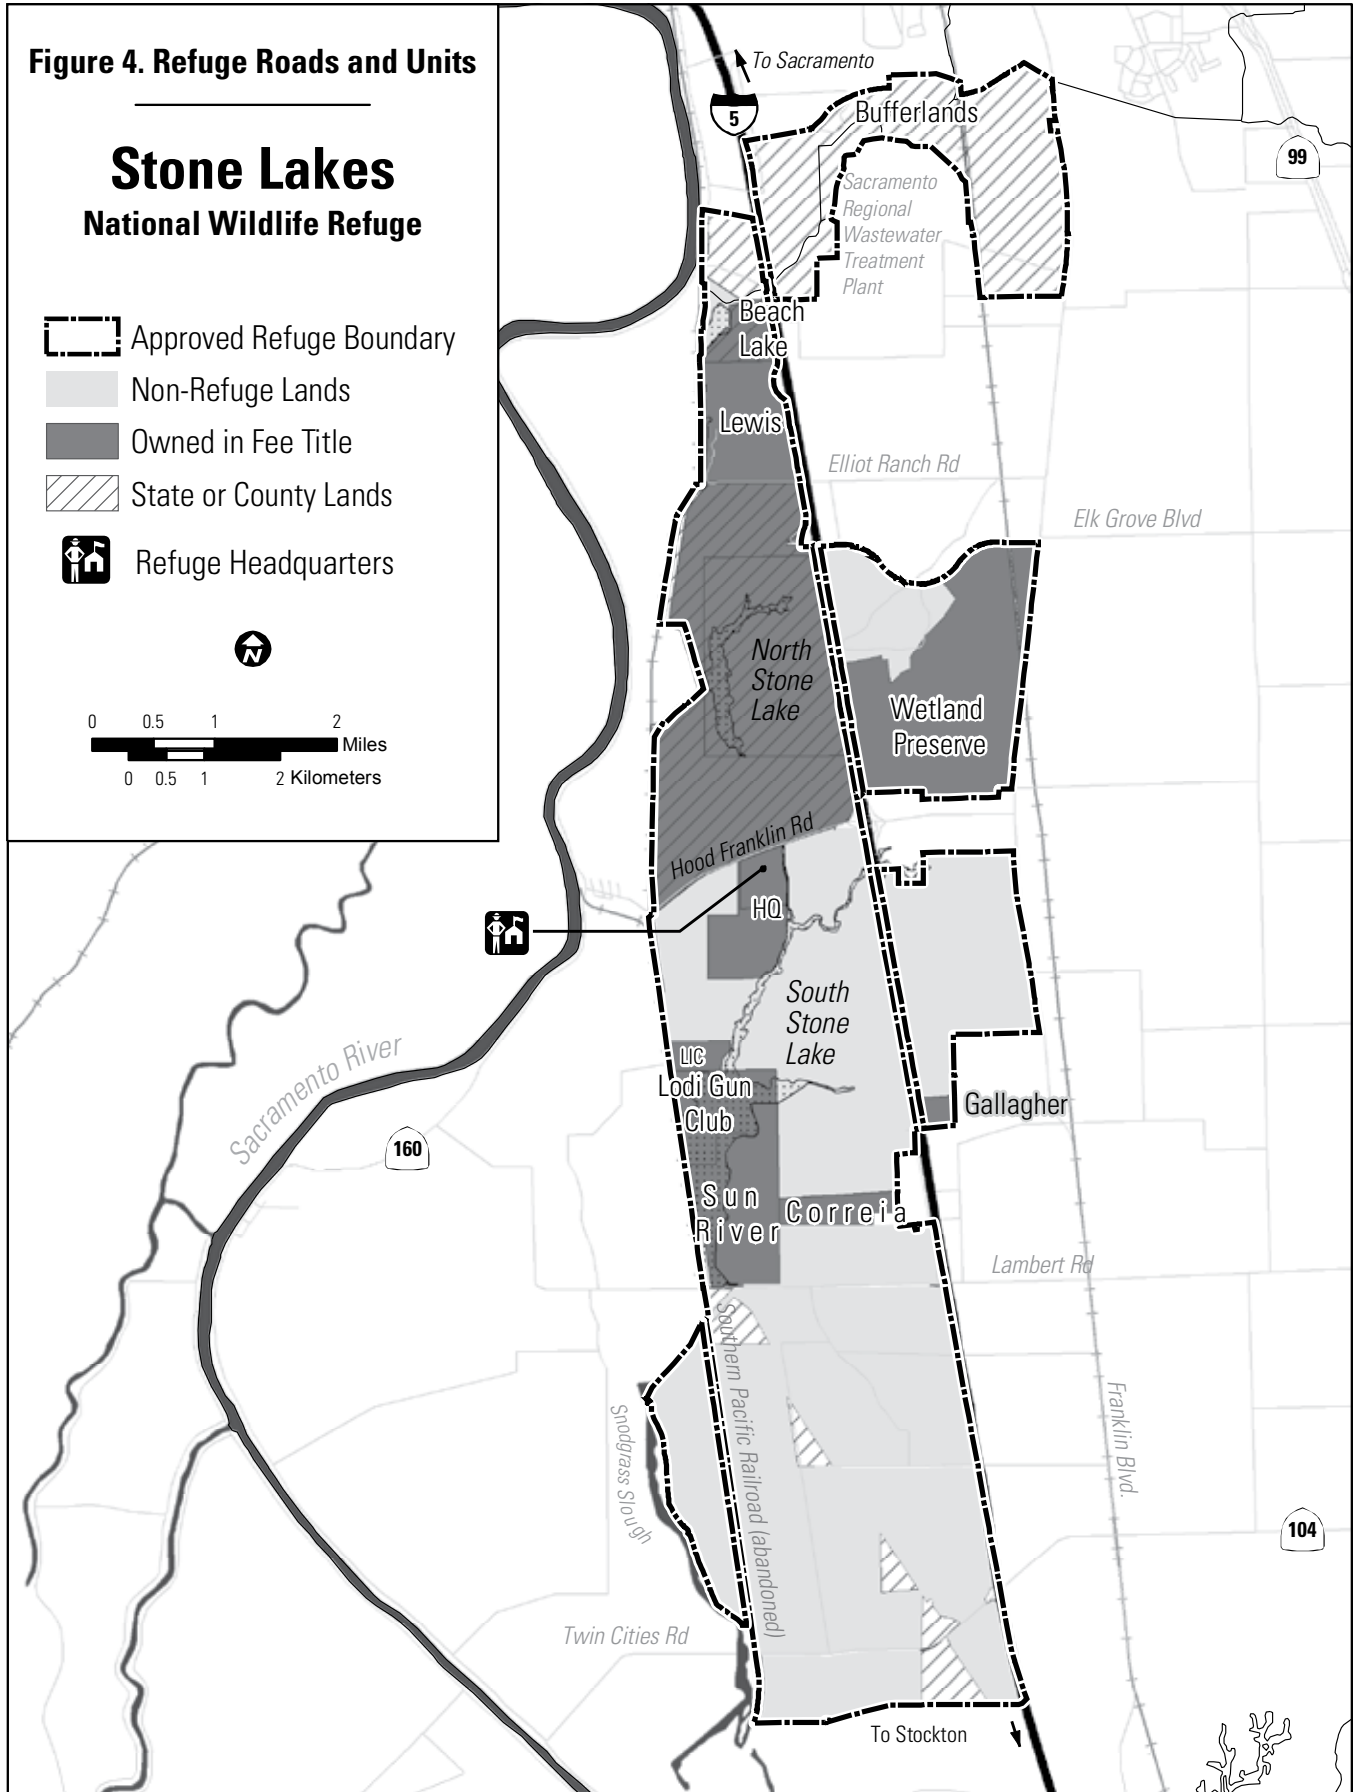 Figure 4. Refuge Roads and Units
Stone Lakes
National Wildlife Refuge
Approved Refuge Boundary
Non-Refuge Lands
Owned in Fee Title
State or County Lands
Refuge Headquarters
N
0 0.5 1 2
Miles
0 0.5 1 2 Kilometers
To Sacramento
5
Bufferlands
99
Sacramento
Regional
Wastewater
Treatment
Plant
Beach
Lake
Lewis
Elliot Ranch Rd
Elk Grove Blvd
North
Stone
Lake
Wetland
Preserve
Hood Franklin Rd
HQ
South
Stone
Lake
Sacramento River
LIC
Lodi Gun
Club
Gallagher
160
Sun
River
Correia
Lambert Rd
Southern Pacific Railroad (abandoned)
Snodgrass Slough
Franklin Blvd.
104
Twin Cities Rd
To Stockton